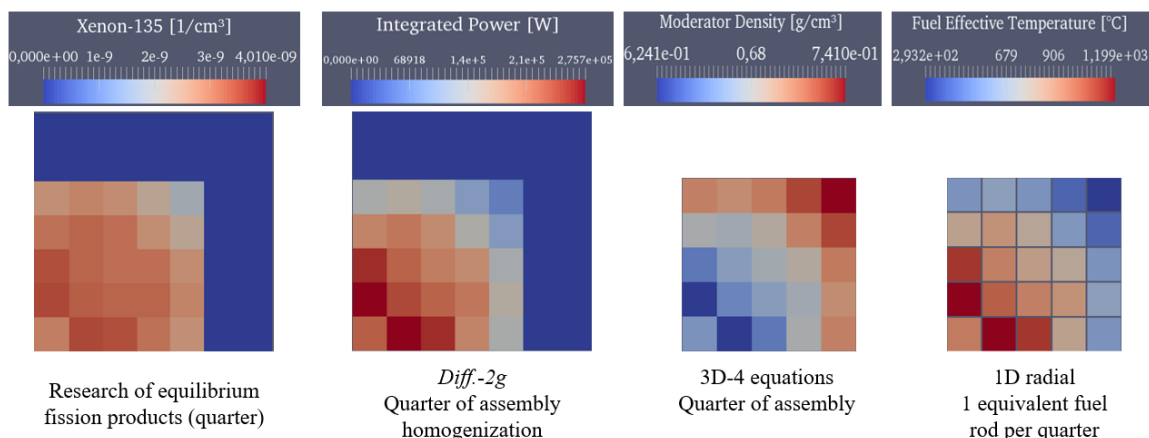 Xenon-135 [1/cm³]
0,000e+00 1e-9 2e-9 3e-9 4,010e-09
Integrated Power [W]
0,000e+00 68918 1,4e+5 2,1e+5 2,757e+05
Moderator Density [g/cm³]
6,241e-01 0,68 7,410e-01
Fuel Effective Temperature [°C]
2,932e+02 679 906 1,199e+03
Research of equilibrium
fission products (quarter)
Diff.-2g
Quarter of assembly
homogenization
3D-4 equations
Quarter of assembly
1D radial
1 equivalent fuel
rod per quarter